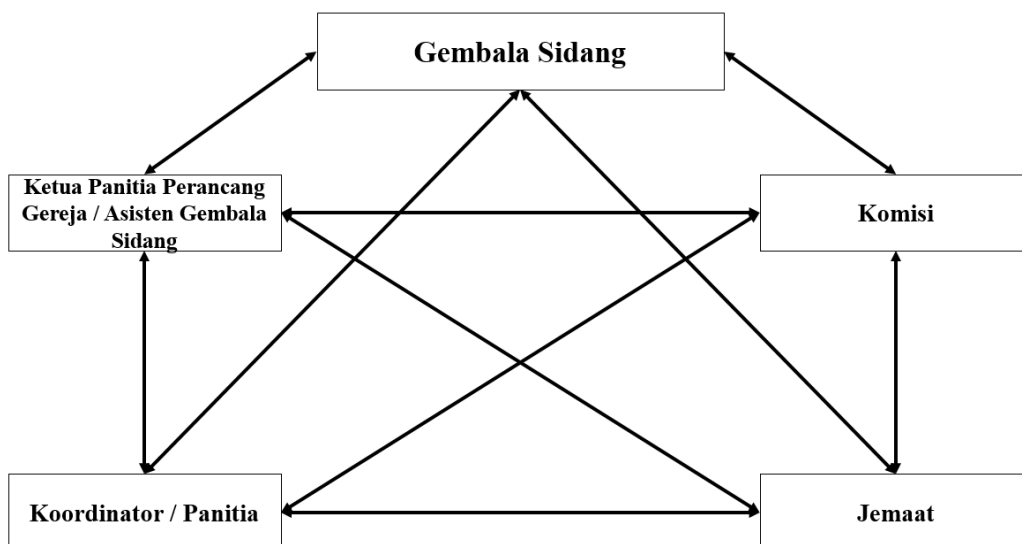 Gembala Sidang
Ketua Panitia Perancang
Gereja / Asisten Gembala
Sidang
Komisi
Koordinator / Panitia
Jemaat